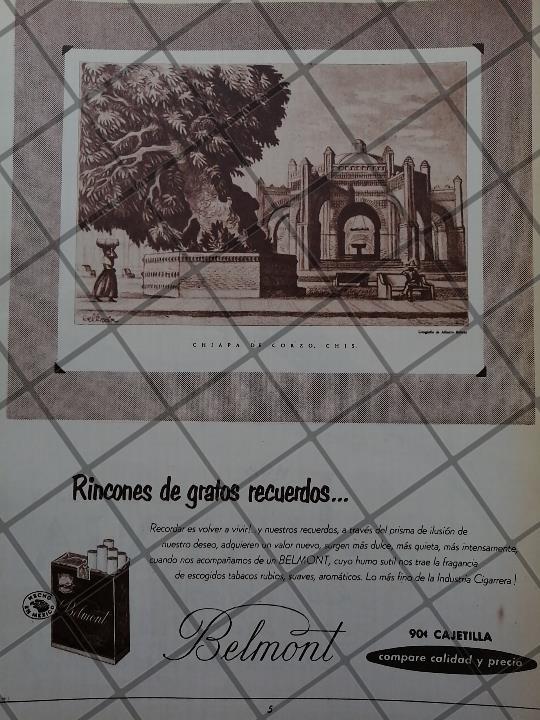 CHIAPA DE CORZO, CHIS.
Rincones de gratos recuerdos...
Recordar es volver a vivir!.. y nuestros recuerdos, a través del prisma de ilusión de
nuestro deseo, adquieren un valor nuevo, surgen más dulce, más quieta, más intensamente,
cuando nos acompañamos de un BELMONT, cuyo humo sutil nos trae la fragancia
de escogidos tabacos rubios, suaves, aromáticos. Lo más fino de la Industria Cigarrera!
HECHO EN MEXICO
Belmont
Belmont
90¢ CAJETILLA
compare calidad y precio
5